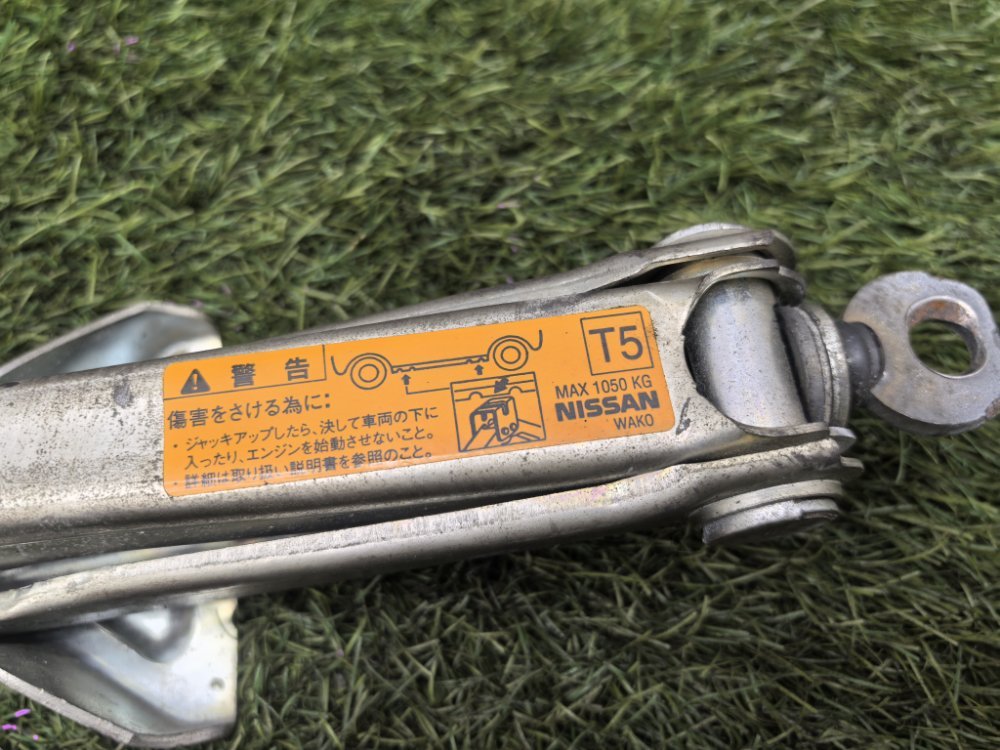 警告
傷害をさける為に:
・ジャッキアップしたら、決して車両の下に
入ったり、エンジンを始動させないこと。
・詳細は取り扱い説明書を参照のこと。
T5
MAX 1050 KG
NISSAN
WAKO